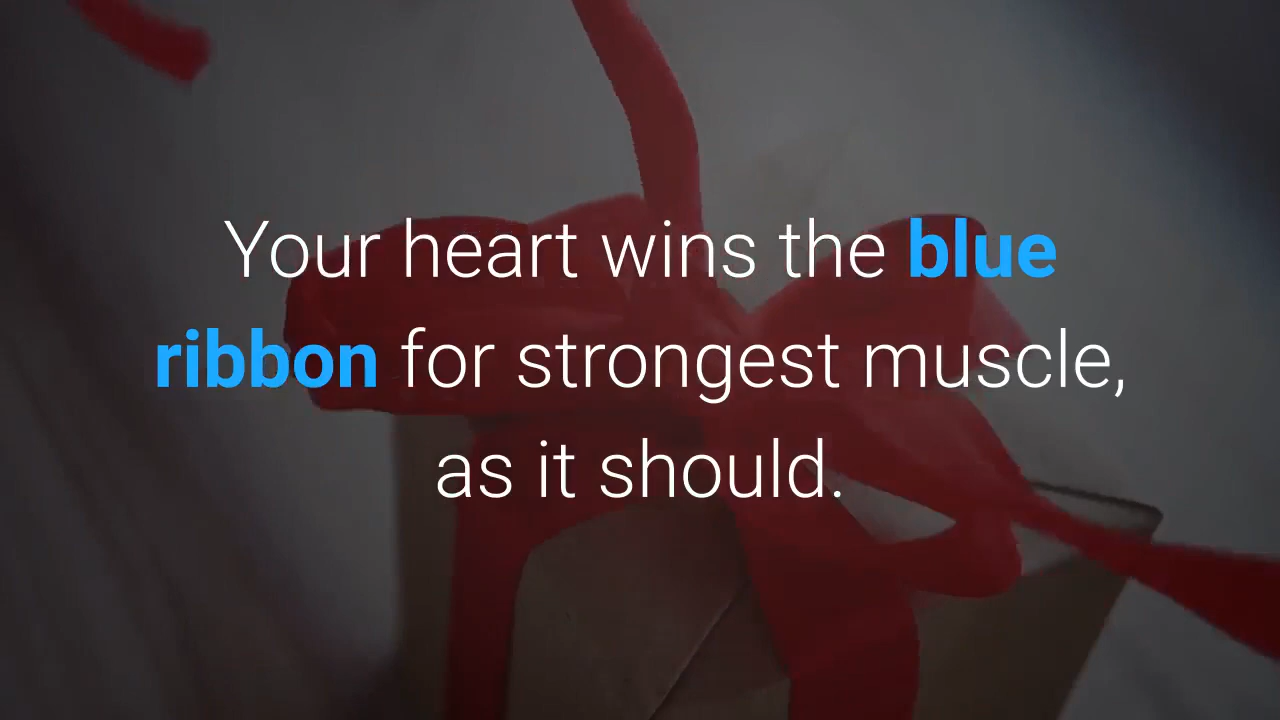 Your heart wins the blue
ribbon for strongest muscle,
as it should.